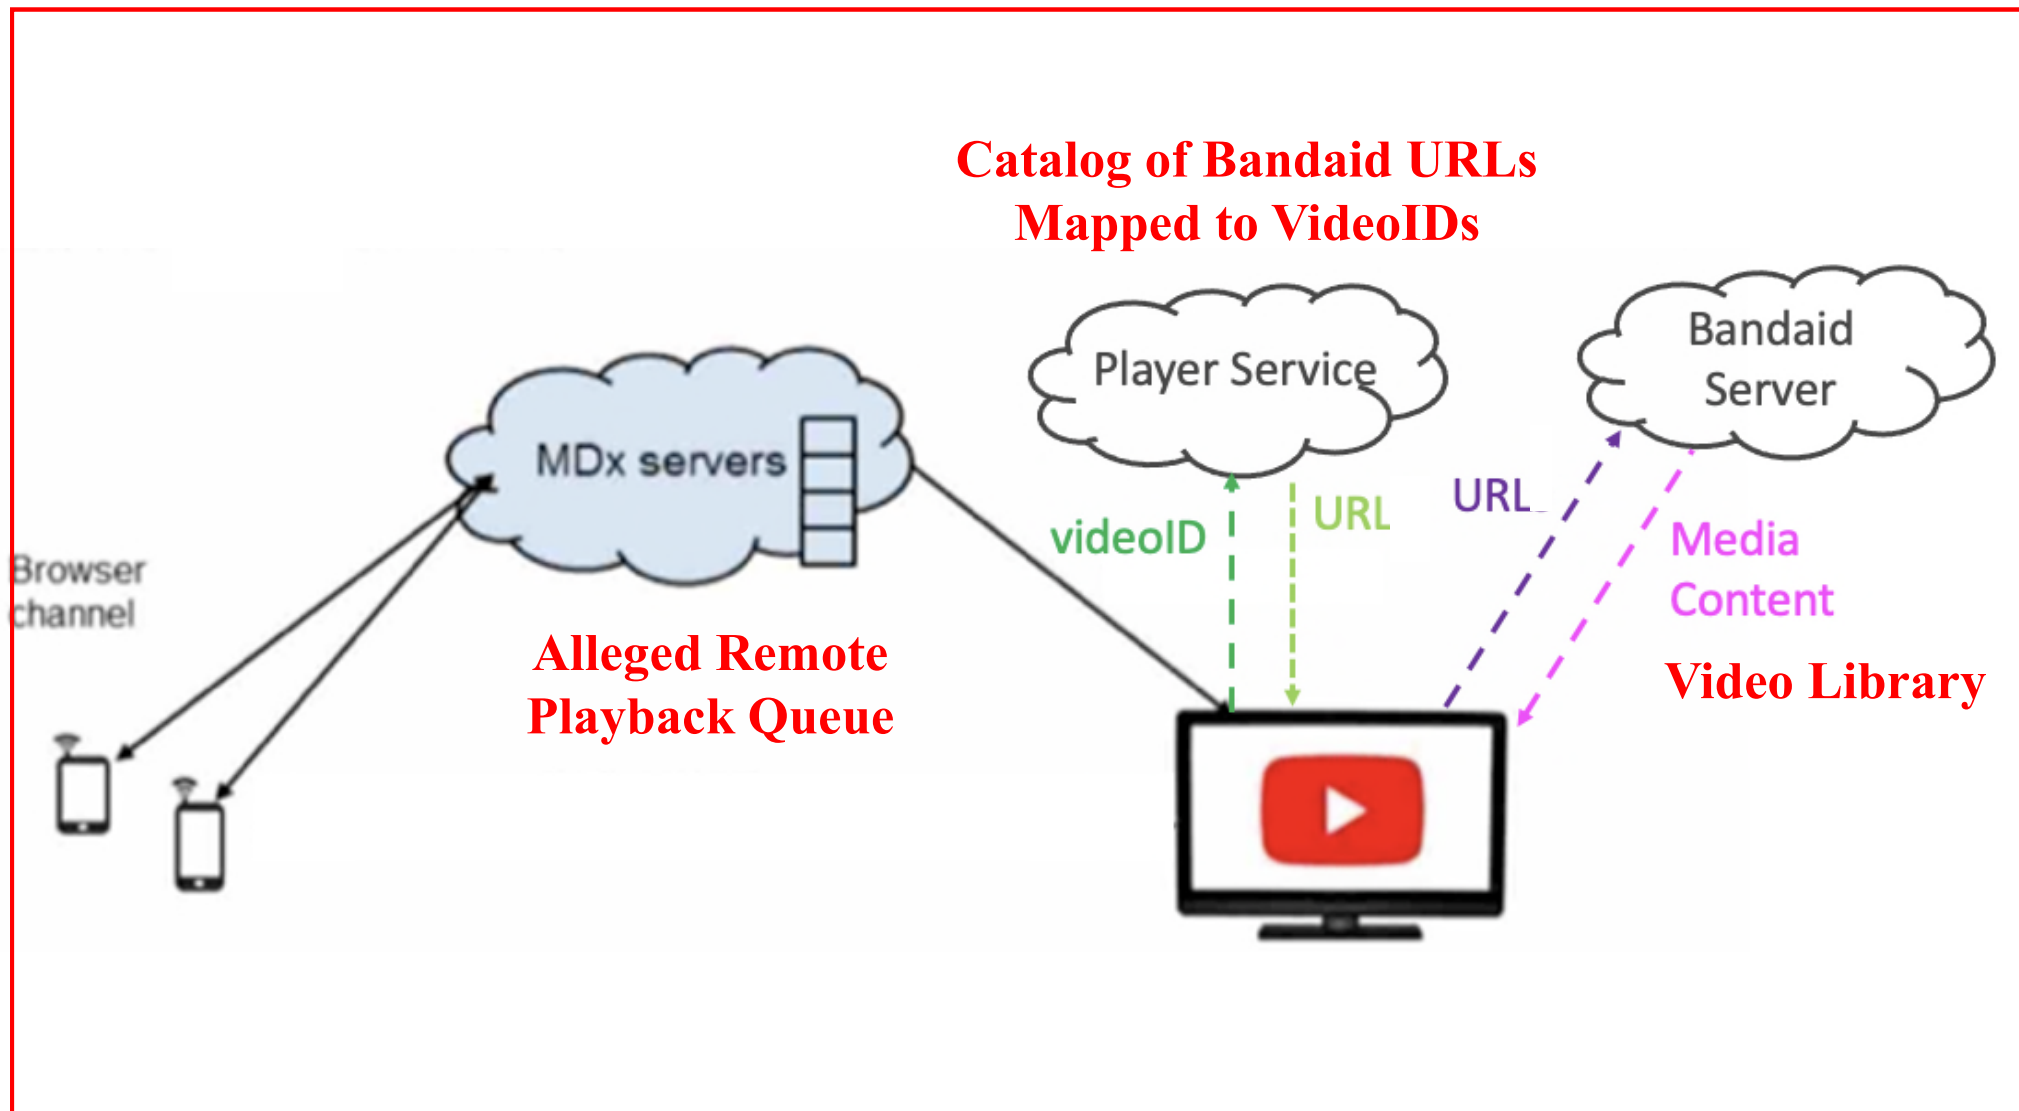 Catalog of Bandaid URLs
Mapped to VideoIDs
Player Service
Bandaid
Server
MDx servers
videoID
URL
URL
Media
Content
Browser
channel
Alleged Remote
Playback Queue
Video Library